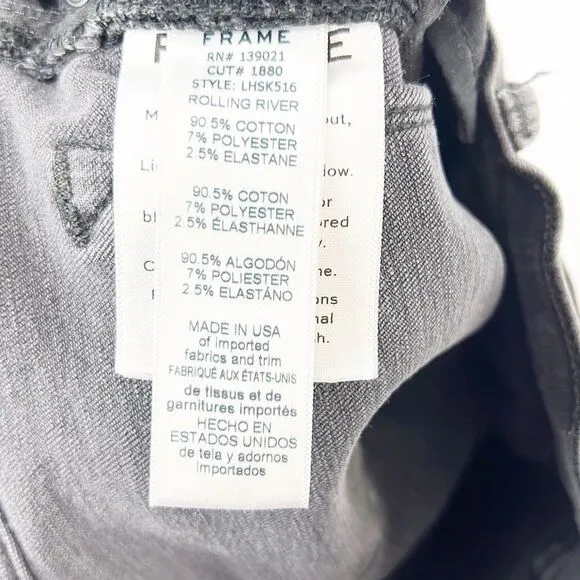 FRAME
RN# 139021
CUT# 1880
STYLE: LHSK516
ROLLING RIVER
90.5% COTTON
7% POLYESTER
2.5% ELASTANE
90.5% COTON
7% POLYESTER
2.5% ÉLASTHANNE
90.5% ALGODÓN
7% POLIESTER
2.5% ELASTÁNO
MADE IN USA
of imported
fabrics and trim
FABRIQUÉ AUX ÉTATS-UNIS
de tissus et de
garnitures importés
HECHO EN
ESTADOS UNIDOS
de tela y adornos
importados